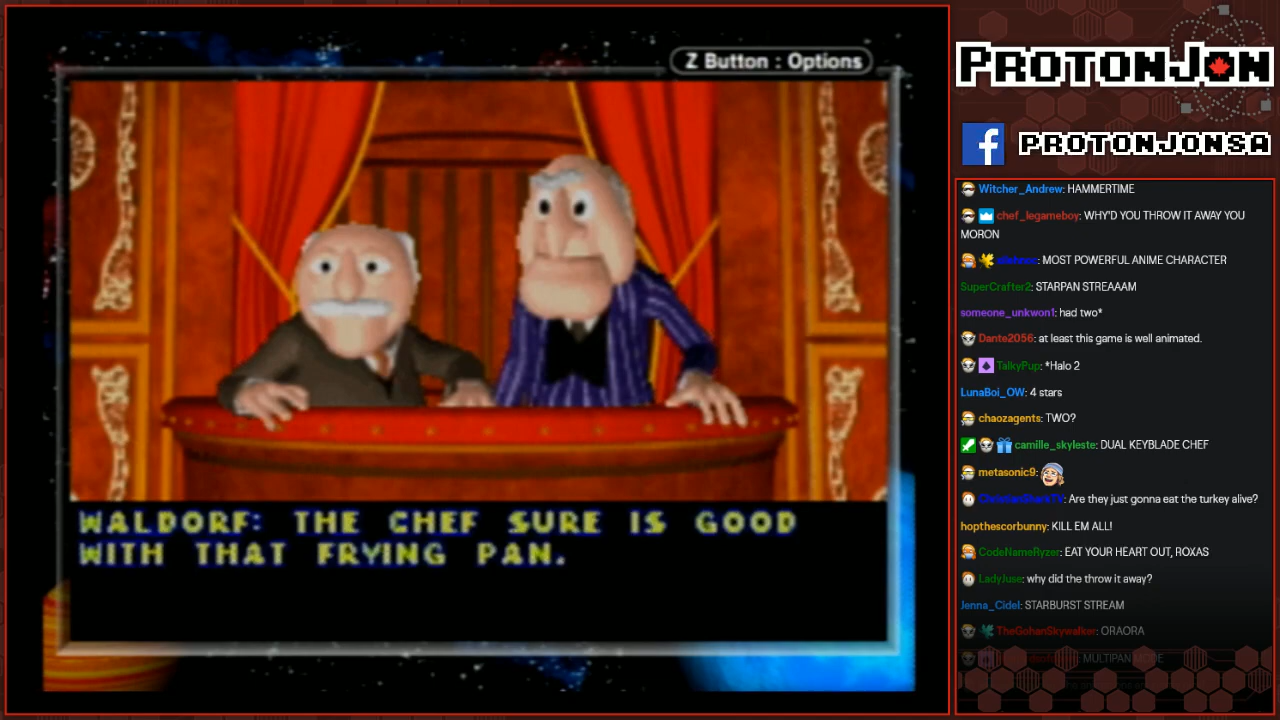 Z Button : Options
WALDORF: THE CHEF SURE IS GOOD
WITH THAT FRYING PAN.
PROTONJON
f PROTONJONSA
Witcher_Andrew: HAMMERTIME
chef_legameboy: WHY'D YOU THROW IT AWAY YOU
MORON
: MOST POWERFUL ANIME CHARACTER
SuperCrafter2: STARPAN STREAAAM
someone_unkwon1: had two*
Dante2056: at least this game is well animated.
TalkyPup: *Halo 2
LunaBoi_OW: 4 stars
chaozagents: TWO?
camille_skyleste: DUAL KEYBLADE CHEF
metasonic9:
ChristianSharkTV: Are they just gonna eat the turkey alive?
hopthescorbunny: KILL EM ALL!
CodeNameRyzer: EAT YOUR HEART OUT, ROXAS
LadyJuse: why did the throw it away?
Jenna_Cidel: STARBURST STREAM
TheGohanSkywalker: ORAORA
: MULTIPAN MODE